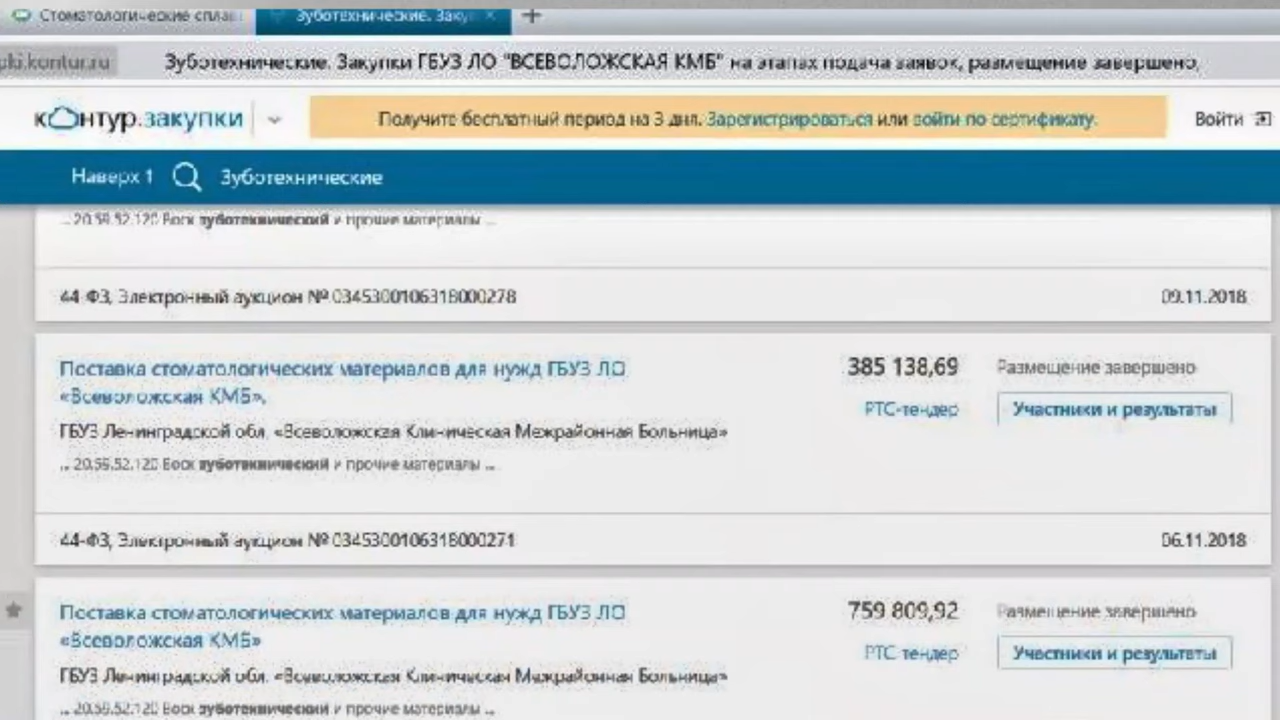 Стоматологические спла
Зуботехнические. Заку
zakupki.kontur.ru
Зуботехнические. Закупки ГБУЗ ЛО "ВСЕВОЛОЖСКАЯ КМБ" на этапах подача заявок, размещение завершено,
контур.закупки
Получите бесплатный период на 3 дня. Зарегистрироваться или войти по сертификату.
Войти
Наверх 1
Зуботехнические
... 20.59.52.120 Воск зуботехнический и прочие материалы ...
44-ФЗ, Электронный аукцион № 0345300106318000278
09.11.2018
Поставка стоматологических материалов для нужд ГБУЗ ЛО
«Всеволожская КМБ».
385 138,69
Размещение завершено
РТС-тендер
Участники и результаты
ГБУЗ Ленинградской обл. «Всеволожская Клиническая Межрайонная Больница»
... 20.59.52.120 Воск зуботехнический и прочие материалы ...
44-ФЗ, Электронный аукцион № 0345300106318000271
06.11.2018
Поставка стоматологических материалов для нужд ГБУЗ ЛО
«Всеволожская КМБ»
759 809,92
Размещение завершено
РТС-тендер
Участники и результаты
ГБУЗ Ленинградской обл. «Всеволожская Клиническая Межрайонная Больница»
... 20.59.52.120 Воск зуботехнический и прочие материалы ...